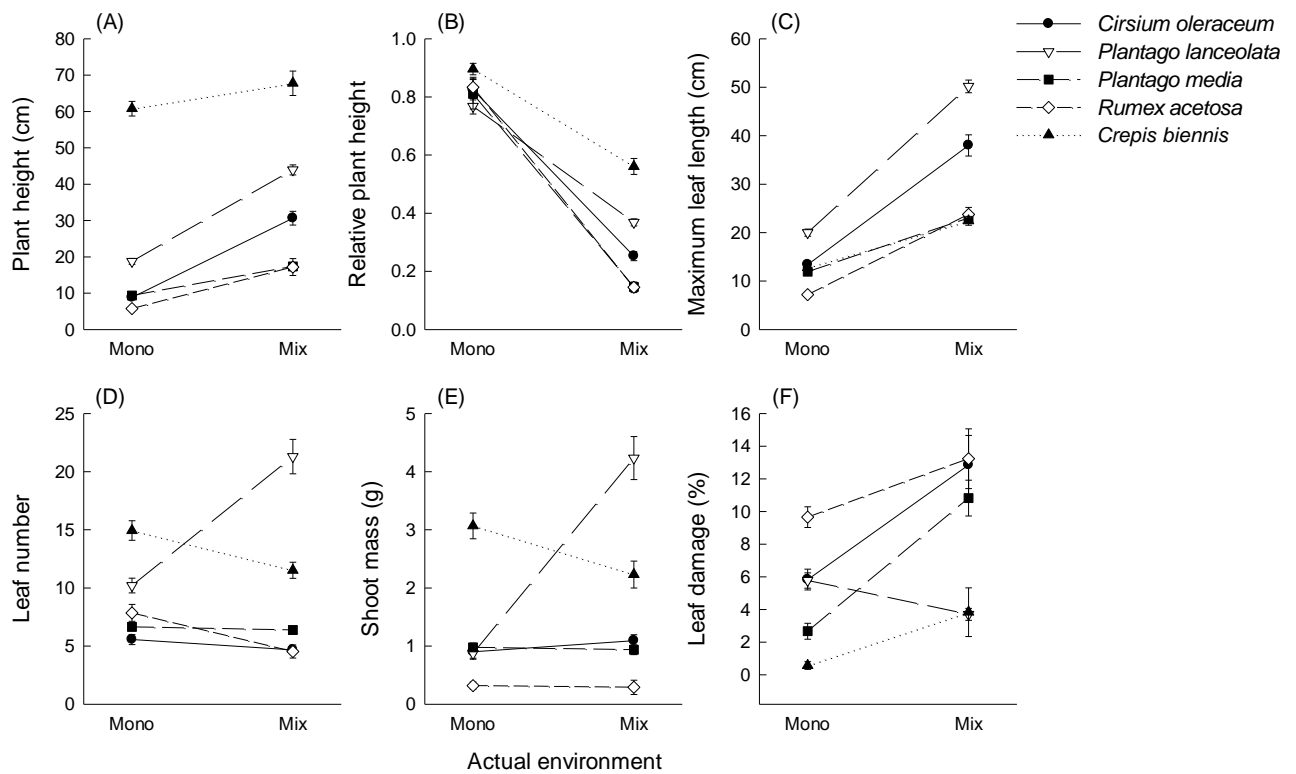 (A)
Plant height (cm)
80
70
60
50
40
30
20
10
0
Mono
Mix
(B)
Relative plant height
1.0
0.8
0.6
0.4
0.2
0.0
Mono
Mix
(C)
Maximum leaf length (cm)
60
50
40
30
20
10
0
Mono
Mix
Cirsium oleraceum
Plantago lanceolata
Plantago media
Rumex acetosa
Crepis biennis
(D)
Leaf number
25
20
15
10
5
0
Mono
Mix
(E)
Shoot mass (g)
5
4
3
2
1
0
Mono
Mix
(F)
Leaf damage (%)
16
14
12
10
8
6
4
2
0
Mono
Mix
Actual environment